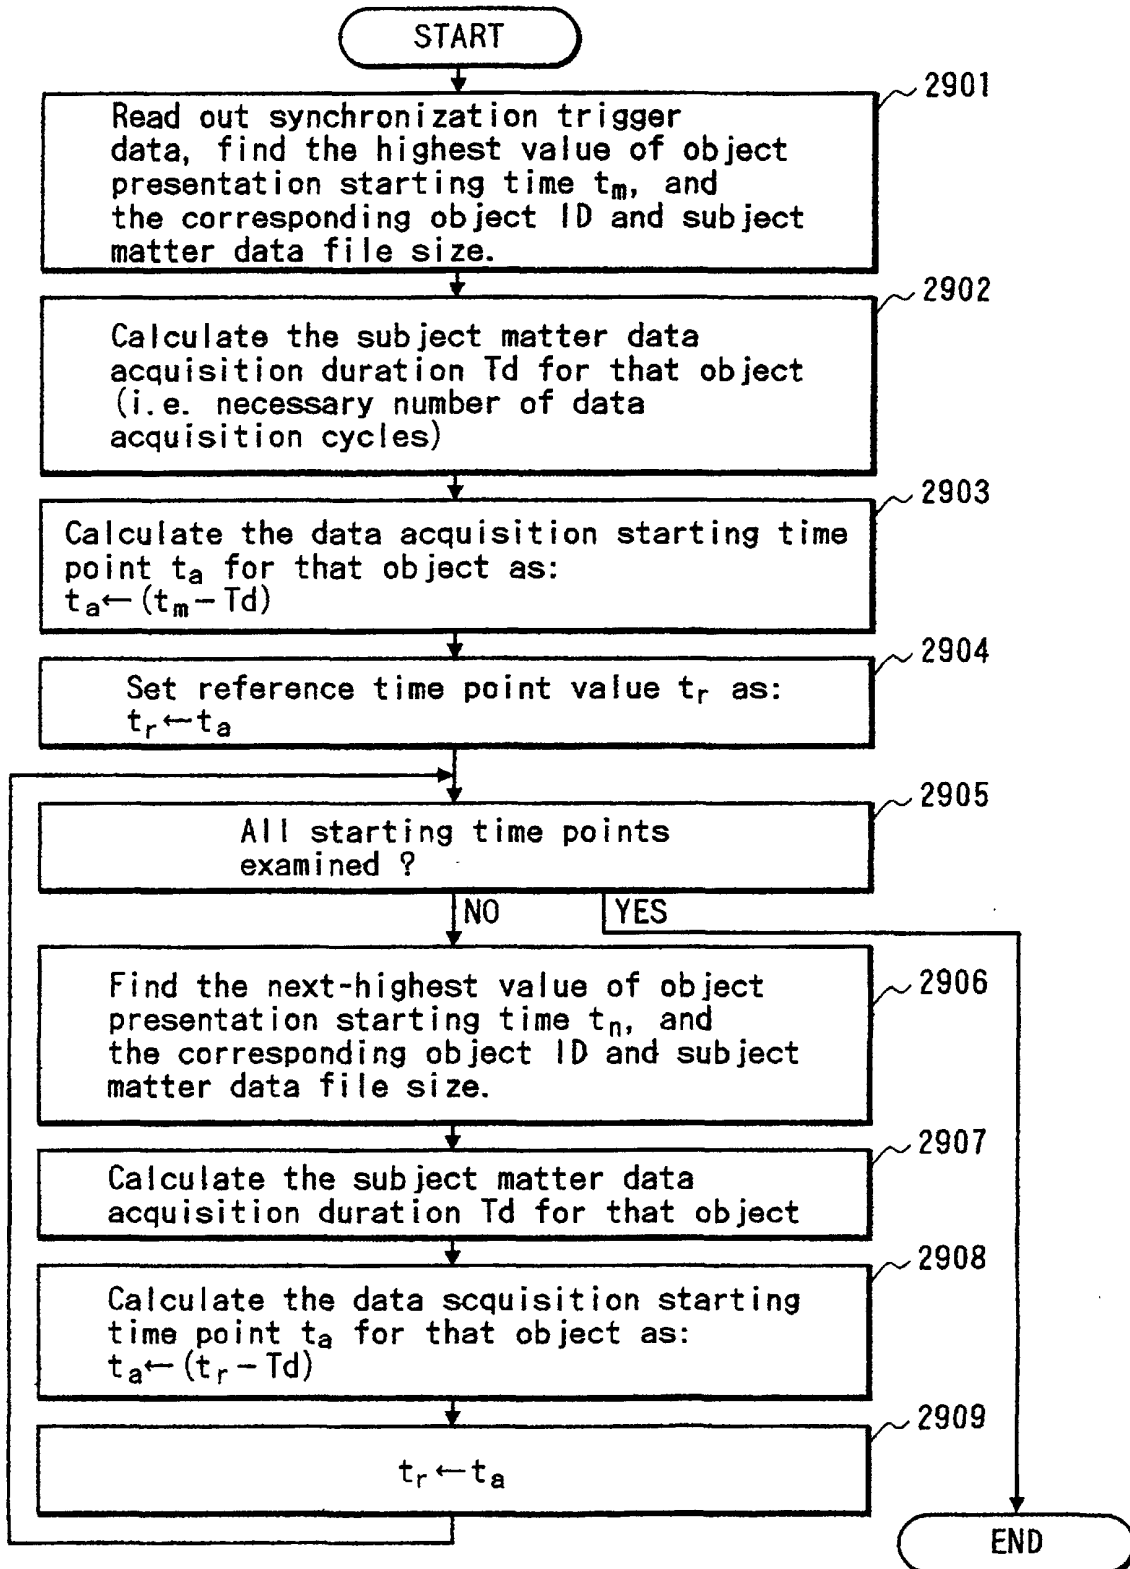 START
2901
Read out synchronization trigger
data, find the highest value of object
presentation starting time tm, and
the corresponding object ID and subject
matter data file size.
2902
Calculate the subject matter data
acquisition duration Td for that object
(i.e. necessary number of data
acquisition cycles)
2903
Calculate the data acquisition starting time
point ta for that object as:
ta←(tm−Td)
2904
Set reference time point value tr as:
tr←ta
2905
All starting time points
examined ?
NO
YES
2906
Find the next-highest value of object
presentation starting time tn, and
the corresponding object ID and subject
matter data file size.
2907
Calculate the subject matter data
acquisition duration Td for that object
2908
Calculate the data scquisition starting
time point ta for that object as:
ta←(tr−Td)
2909
tr←ta
END